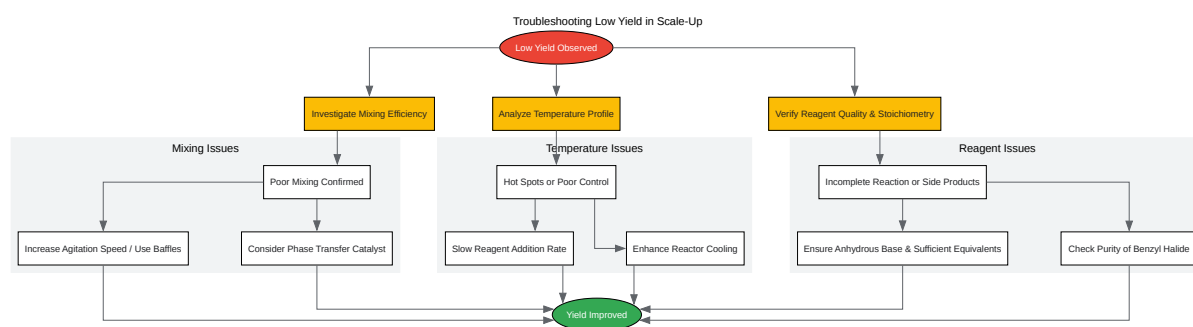 Troubleshooting Low Yield in Scale-Up
Low Yield Observed
Investigate Mixing Efficiency
Analyze Temperature Profile
Verify Reagent Quality & Stoichiometry
Mixing Issues
Temperature Issues
Reagent Issues
Poor Mixing Confirmed
Hot Spots or Poor Control
Incomplete Reaction or Side Products
Increase Agitation Speed / Use Baffles
Consider Phase Transfer Catalyst
Slow Reagent Addition Rate
Enhance Reactor Cooling
Ensure Anhydrous Base & Sufficient Equivalents
Check Purity of Benzyl Halide
Yield Improved